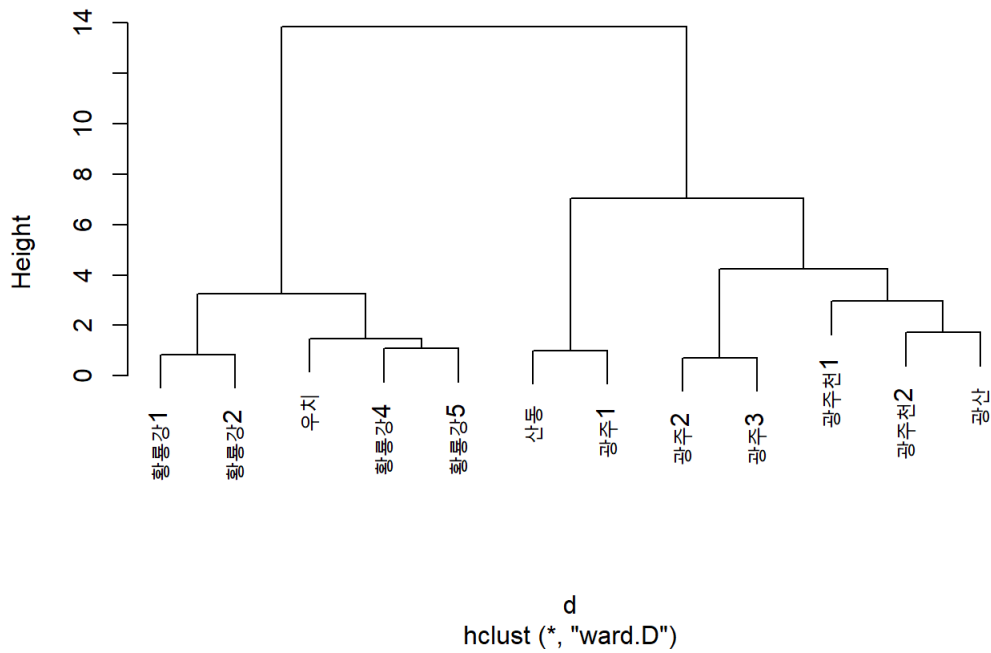 14
10
8
6
4
2
0
Height
황룡강1
황룡강2
우치
황룡강4
황룡강5
산동
광주1
광주2
광주3
광주천1
광주천2
광산
d
hclust (*, "ward.D")